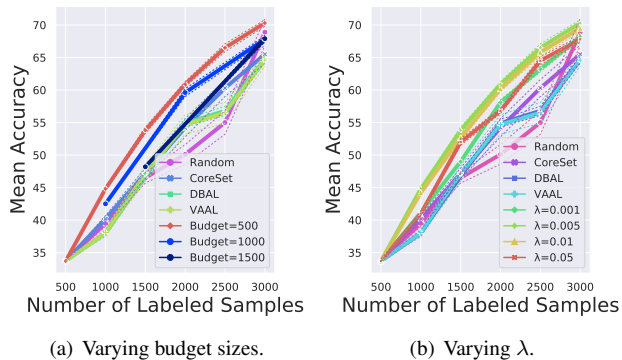 70
65
60
55
50
45
40
35
Mean Accuracy
Random
CoreSet
DBAL
VAAL
Budget=500
Budget=1000
Budget=1500
500 1000 1500 2000 2500 3000
Number of Labeled Samples
(a) Varying budget sizes.
70
65
60
55
50
45
40
35
Mean Accuracy
Random
CoreSet
DBAL
VAAL
λ=0.001
λ=0.005
λ=0.01
λ=0.05
500 1000 1500 2000 2500 3000
Number of Labeled Samples
(b) Varying λ.